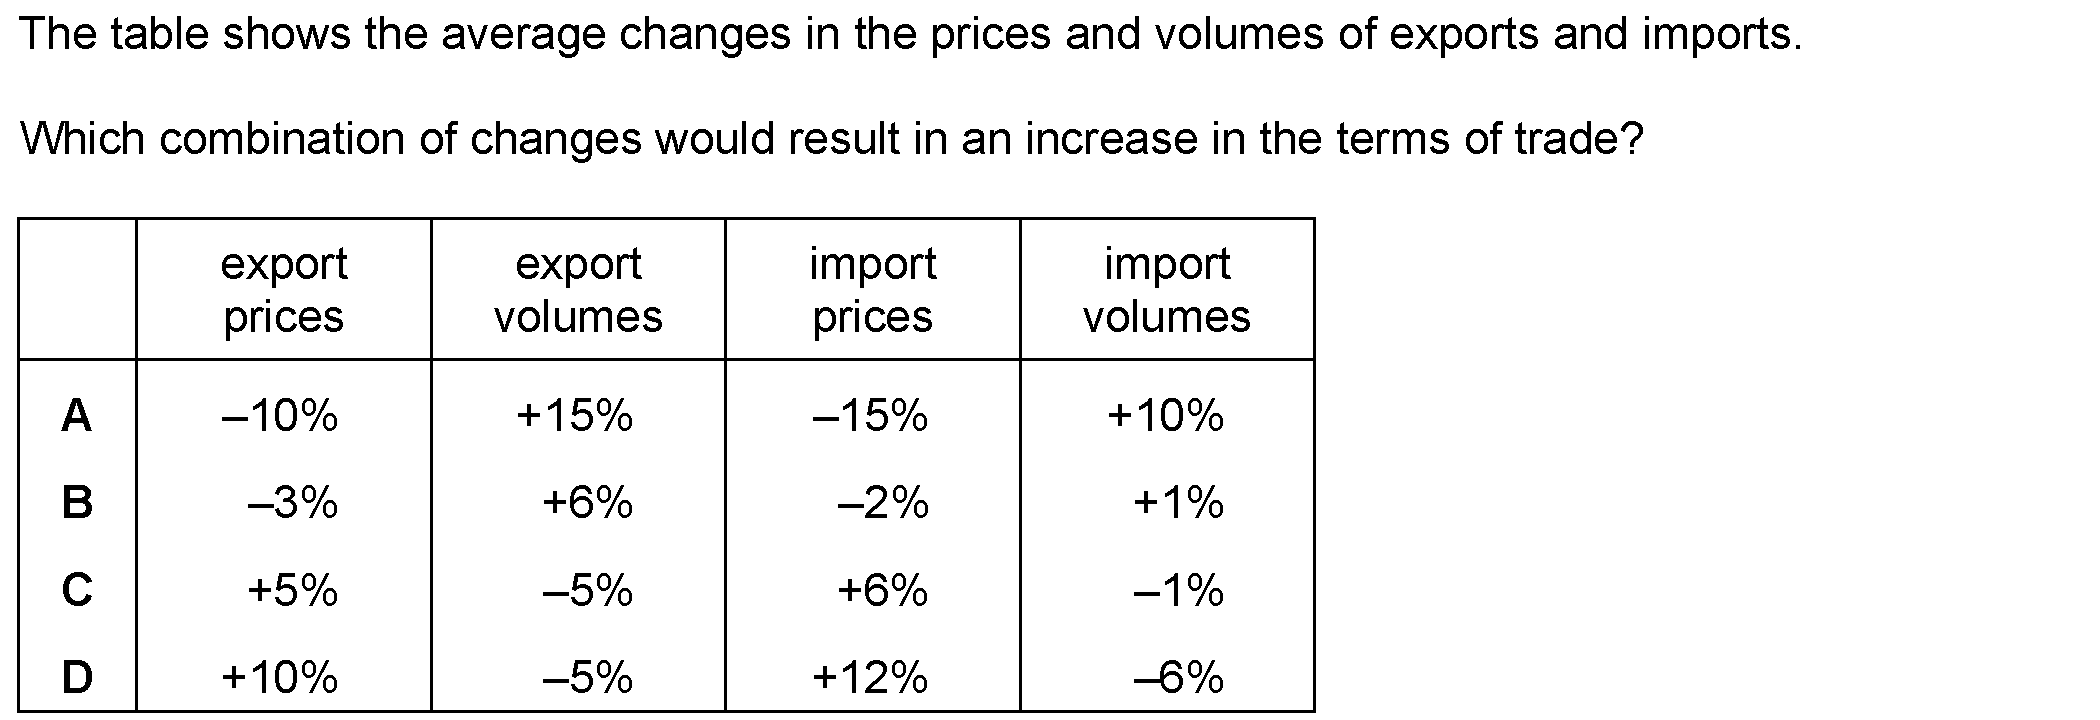 The table shows the average changes in the prices and volumes of exports and imports.
Which combination of changes would result in an increase in the terms of trade?
export prices export volumes import prices import volumes
A –10% +15% –15% +10%
B –3% +6% –2% +1%
C +5% –5% +6% –1%
D +10% –5% +12% –6%